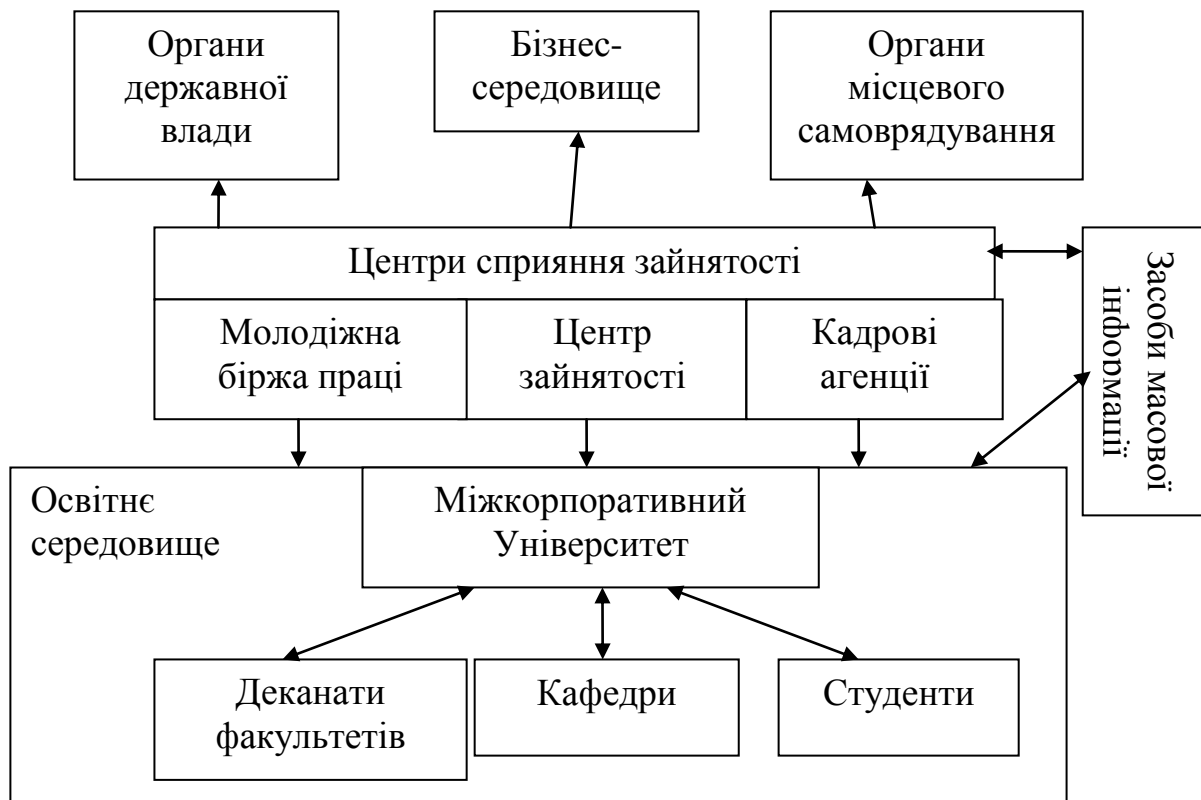 Органи
державної
влади
Бізнес-
середовище
Органи
місцевого
самоврядування
Центри сприяння зайнятості
Молодіжна
біржа праці
Центр
зайнятості
Кадрові
агенції
Засоби масової
інформації
Освітнє
середовище
Міжкорпоративний
Університет
Деканати
факультетів
Кафедри
Студенти